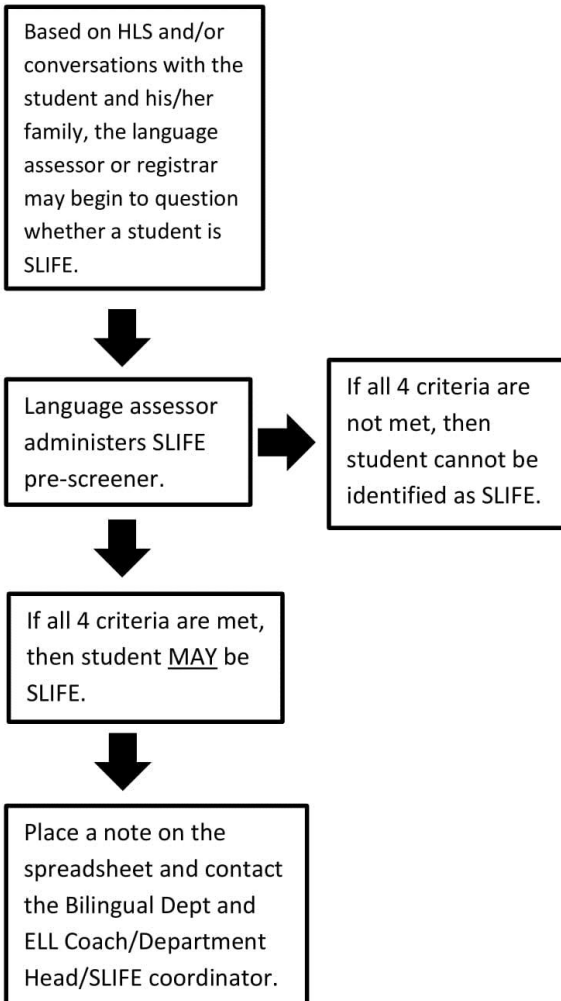 Based on HLS and/or
conversations with the
student and his/her
family, the language
assessor or registrar
may begin to question
whether a student is
SLIFE.
Language assessor
administers SLIFE
pre-screener.
If all 4 criteria are
not met, then
student cannot be
identified as SLIFE.
If all 4 criteria are met,
then student MAY be
SLIFE.
Place a note on the
spreadsheet and contact
the Bilingual Dept and
ELL Coach/Department
Head/SLIFE coordinator.